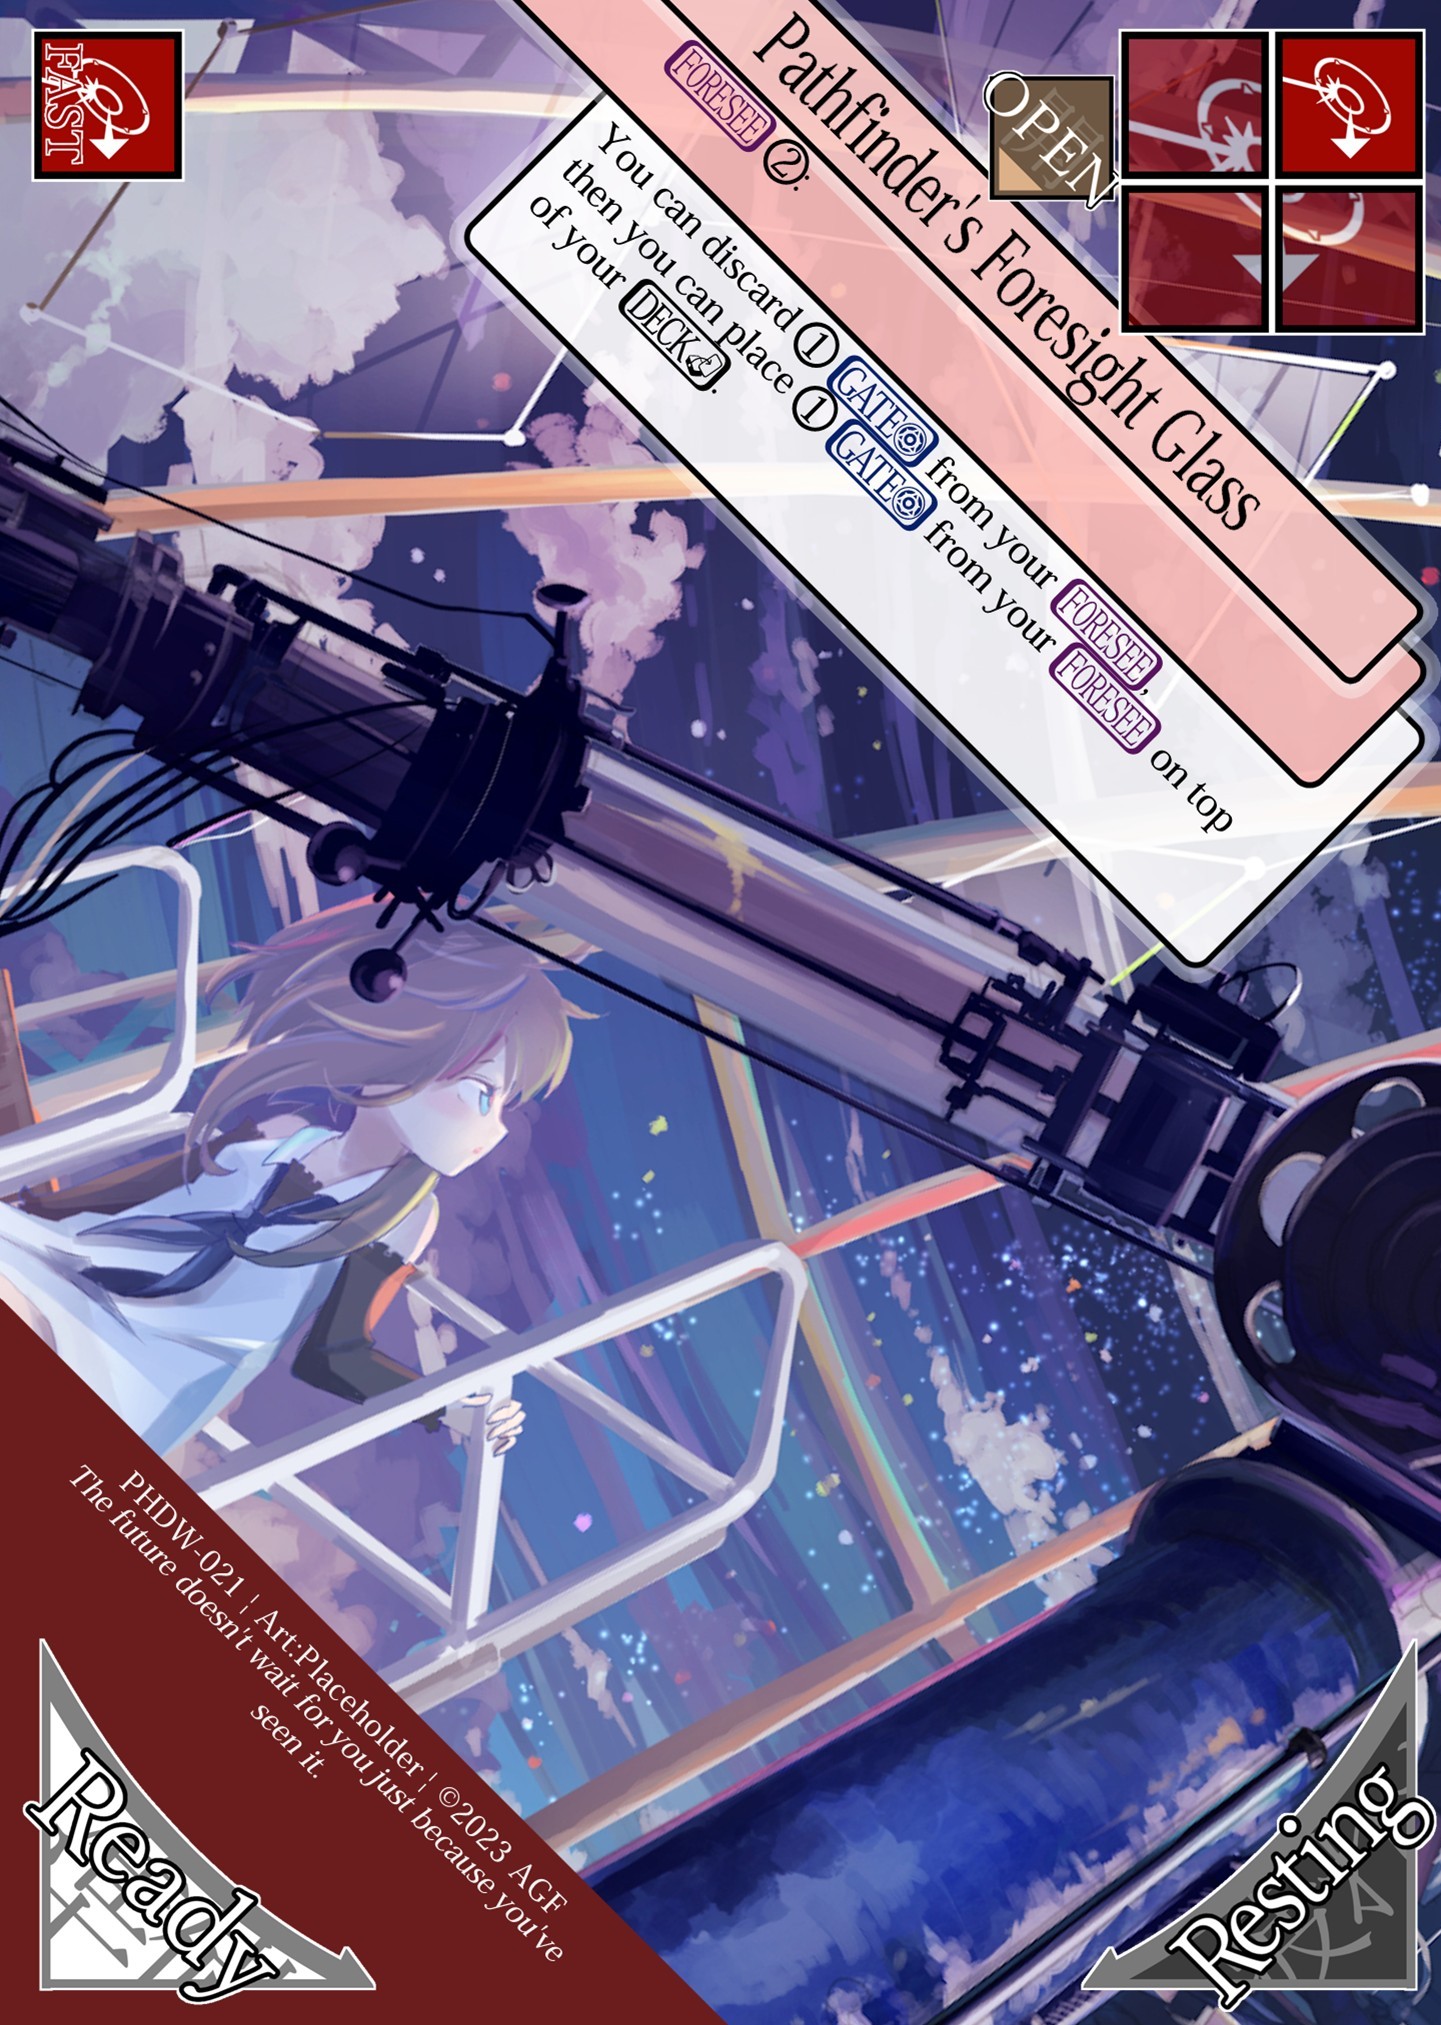 FAST
Pathfinder's Foresight Glass
OPEN
FORESEE ②:
You can discard ① GATE from your FORESEE,
then you can place ① GATE from your FORESEE on top
of your DECK.
PHDW-021 ¦ Art:Placeholder ¦ ©2023 AGF
The future doesn't wait for you just because you've
seen it.
Ready
Resting